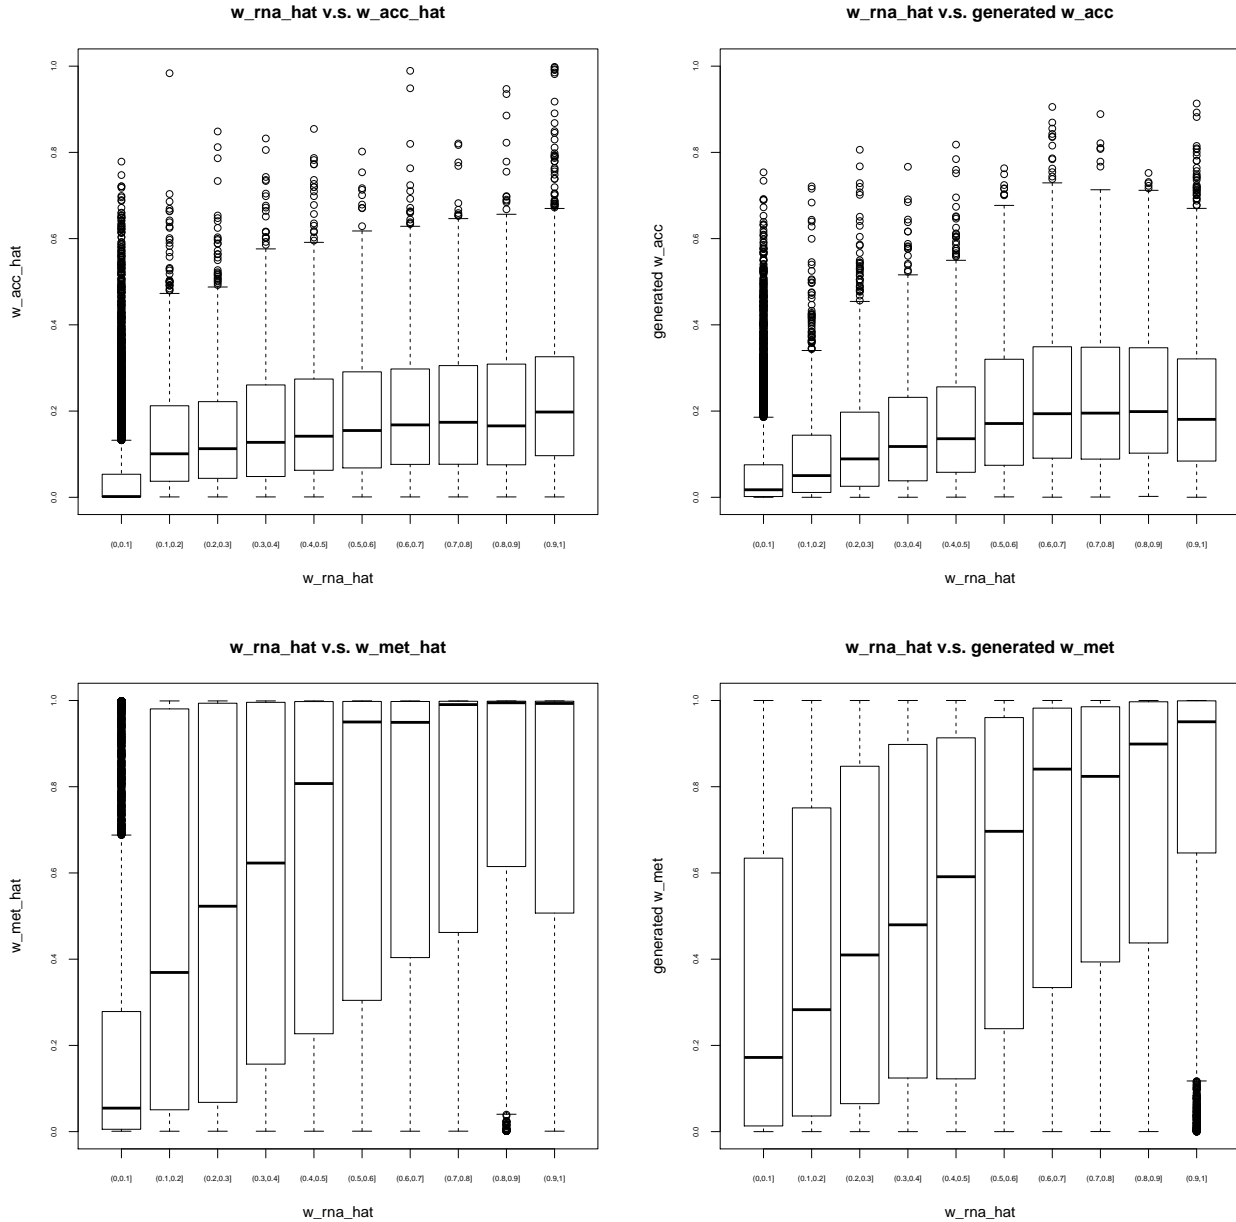 w_rna_hat v.s. w_acc_hat
1.0
0.8
0.6
0.4
0.2
0.0
w_acc_hat
(0,0.1] (0.1,0.2] (0.2,0.3] (0.3,0.4] (0.4,0.5] (0.5,0.6] (0.6,0.7] (0.7,0.8] (0.8,0.9] (0.9,1]
w_rna_hat
w_rna_hat v.s. generated w_acc
1.0
0.8
0.6
0.4
0.2
0.0
generated w_acc
(0,0.1] (0.1,0.2] (0.2,0.3] (0.3,0.4] (0.4,0.5] (0.5,0.6] (0.6,0.7] (0.7,0.8] (0.8,0.9] (0.9,1]
w_rna_hat
w_rna_hat v.s. w_met_hat
1.0
0.8
0.6
0.4
0.2
0.0
w_met_hat
(0,0.1] (0.1,0.2] (0.2,0.3] (0.3,0.4] (0.4,0.5] (0.5,0.6] (0.6,0.7] (0.7,0.8] (0.8,0.9] (0.9,1]
w_rna_hat
w_rna_hat v.s. generated w_met
1.0
0.8
0.6
0.4
0.2
0.0
generated w_met
(0,0.1] (0.1,0.2] (0.2,0.3] (0.3,0.4] (0.4,0.5] (0.5,0.6] (0.6,0.7] (0.7,0.8] (0.8,0.9] (0.9,1]
w_rna_hat